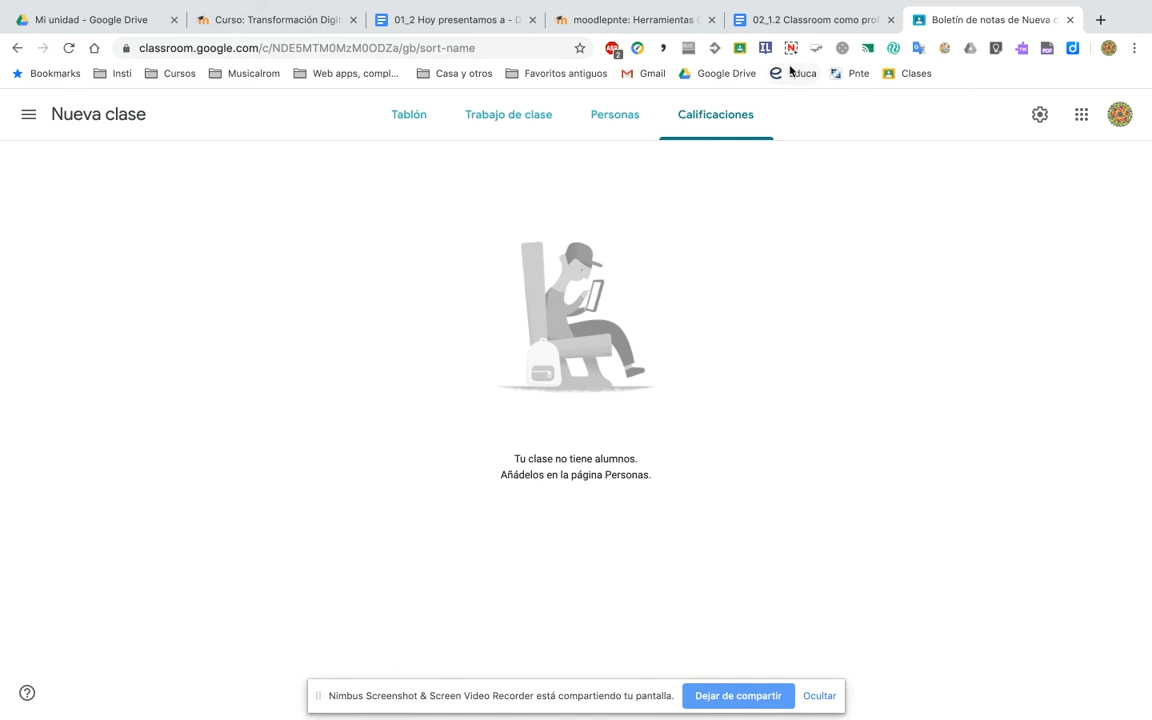 Mi unidad - Google Drive
Curso: Transformación Digit
01_2 Hoy presentamos a - D
moodlepnte: Herramientas
02_1.2 Classroom como prof
Boletín de notas de Nueva c
classroom.google.com/c/NDE5MTM0MzM0ODZa/gb/sort-name
Bookmarks
Insti
Cursos
Musicalrom
Web apps, compl...
Casa y otros
Favoritos antiguos
Gmail
Google Drive
Educa
Pnte
Clases
Nueva clase
Tablón
Trabajo de clase
Personas
Calificaciones
Tu clase no tiene alumnos.
Añádelos en la página Personas.
Nimbus Screenshot & Screen Video Recorder está compartiendo tu pantalla.
Dejar de compartir
Ocultar